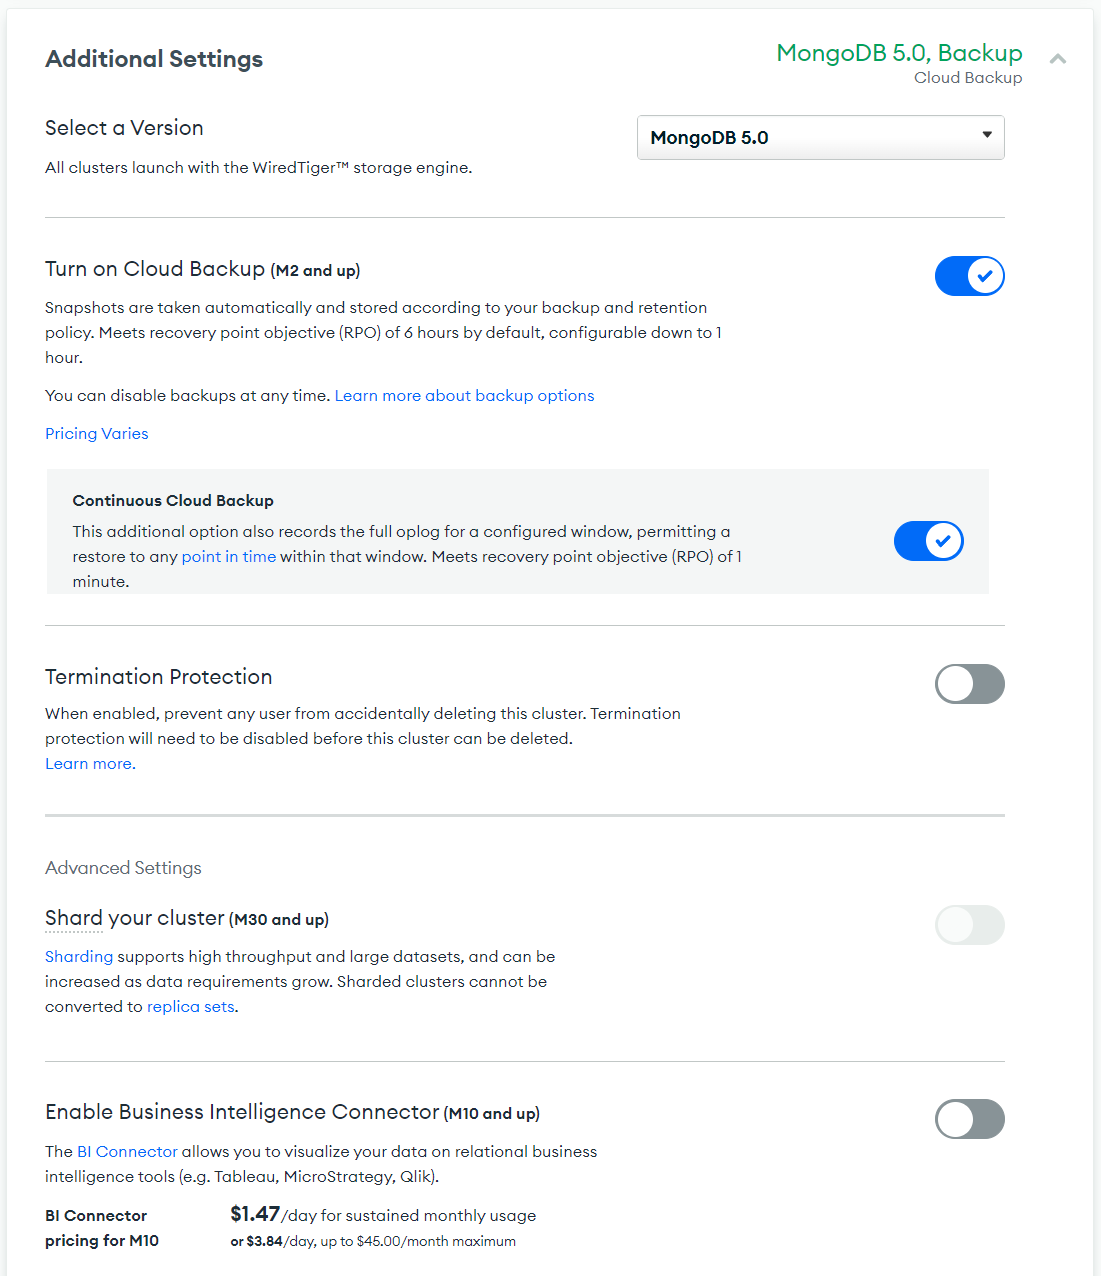 Additional Settings
MongoDB 5.0, Backup
Cloud Backup
Select a Version
MongoDB 5.0
All clusters launch with the WiredTiger™ storage engine.
Turn on Cloud Backup (M2 and up)
Snapshots are taken automatically and stored according to your backup and retention
policy. Meets recovery point objective (RPO) of 6 hours by default, configurable down to 1
hour.
You can disable backups at any time. Learn more about backup options
Pricing Varies
Continuous Cloud Backup
This additional option also records the full oplog for a configured window, permitting a
restore to any point in time within that window. Meets recovery point objective (RPO) of 1
minute.
Termination Protection
When enabled, prevent any user from accidentally deleting this cluster. Termination
protection will need to be disabled before this cluster can be deleted.
Learn more.
Advanced Settings
Shard your cluster (M30 and up)
Sharding supports high throughput and large datasets, and can be
increased as data requirements grow. Sharded clusters cannot be
converted to replica sets.
Enable Business Intelligence Connector (M10 and up)
The BI Connector allows you to visualize your data on relational business
intelligence tools (e.g. Tableau, MicroStrategy, Qlik).
BI Connector
pricing for M10
$1.47/day for sustained monthly usage
or $3.84/day, up to $45.00/month maximum